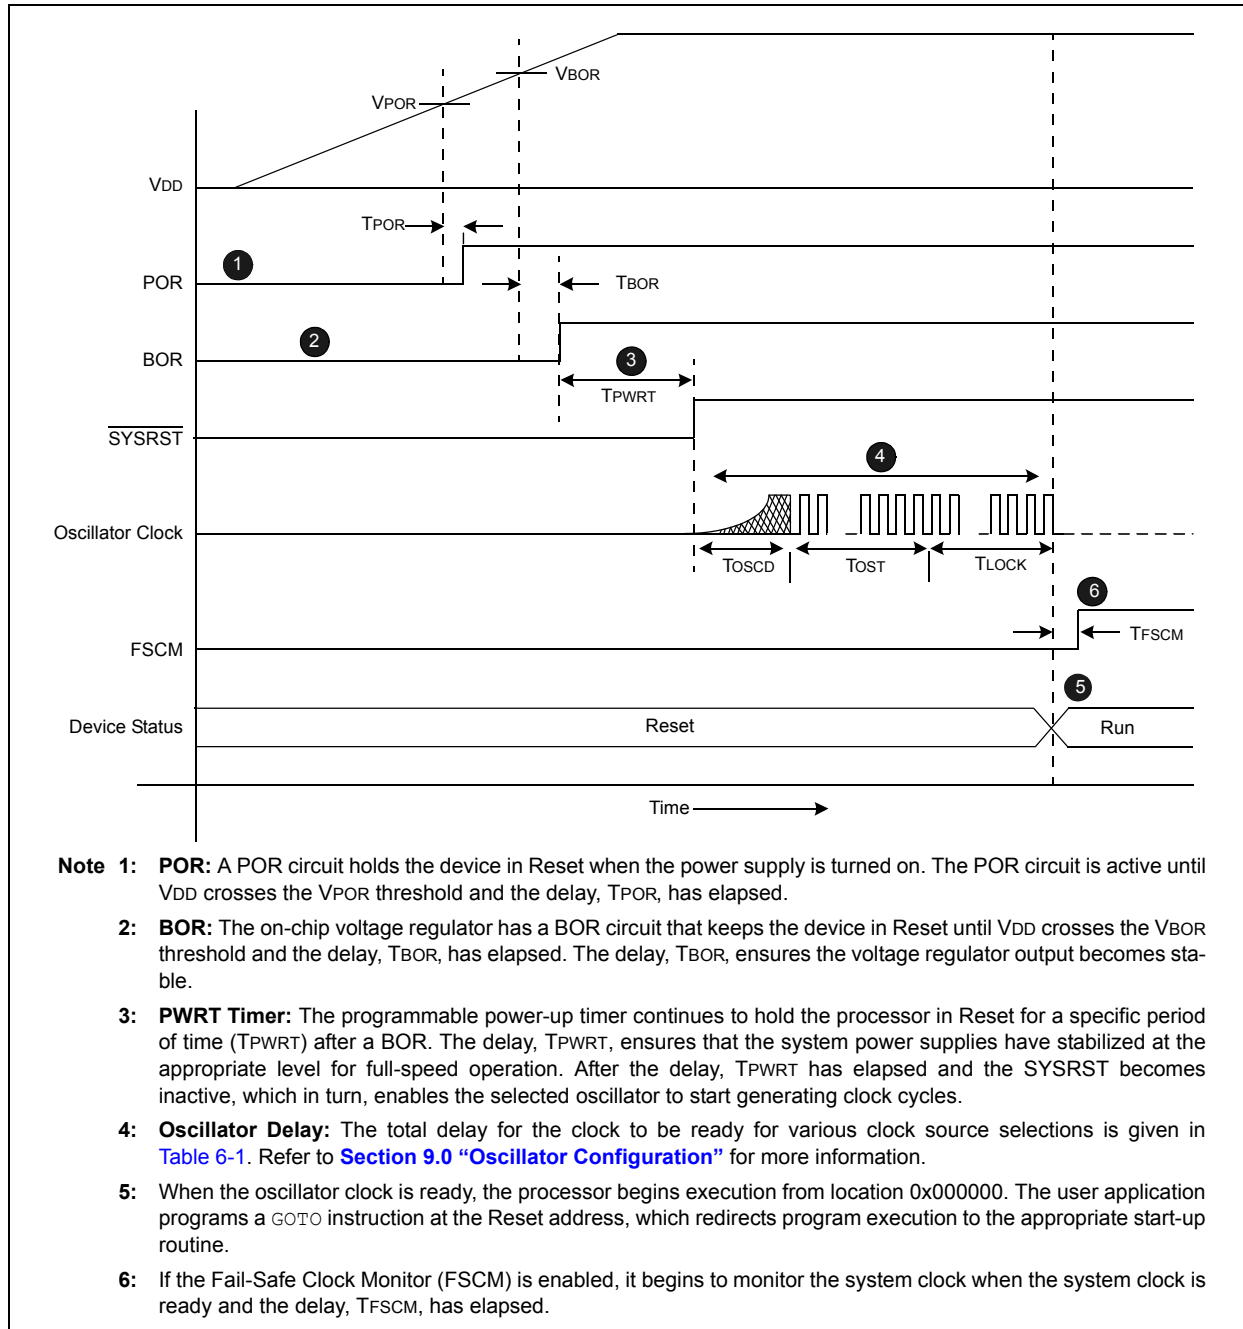 VBOR
VPOR
VDD
TPOR
1
POR
TBOR
2
BOR
3
TPWRT
SYSRST
4
Oscillator Clock
TOSCD TOST TLOCK
6
TFSCM
FSCM
5
Device Status Reset Run
Time
Note 1: POR: A POR circuit holds the device in Reset when the power supply is turned on. The POR circuit is active until
VDD crosses the VPOR threshold and the delay, TPOR, has elapsed.
2: BOR: The on-chip voltage regulator has a BOR circuit that keeps the device in Reset until VDD crosses the VBOR
threshold and the delay, TBOR, has elapsed. The delay, TBOR, ensures the voltage regulator output becomes sta-
ble.
3: PWRT Timer: The programmable power-up timer continues to hold the processor in Reset for a specific period
of time (TPWRT) after a BOR. The delay, TPWRT, ensures that the system power supplies have stabilized at the
appropriate level for full-speed operation. After the delay, TPWRT has elapsed and the SYSRST becomes
inactive, which in turn, enables the selected oscillator to start generating clock cycles.
4: Oscillator Delay: The total delay for the clock to be ready for various clock source selections is given in
Table 6-1. Refer to Section 9.0 “Oscillator Configuration” for more information.
5: When the oscillator clock is ready, the processor begins execution from location 0x000000. The user application
programs a GOTO instruction at the Reset address, which redirects program execution to the appropriate start-up
routine.
6: If the Fail-Safe Clock Monitor (FSCM) is enabled, it begins to monitor the system clock when the system clock is
ready and the delay, TFSCM, has elapsed.